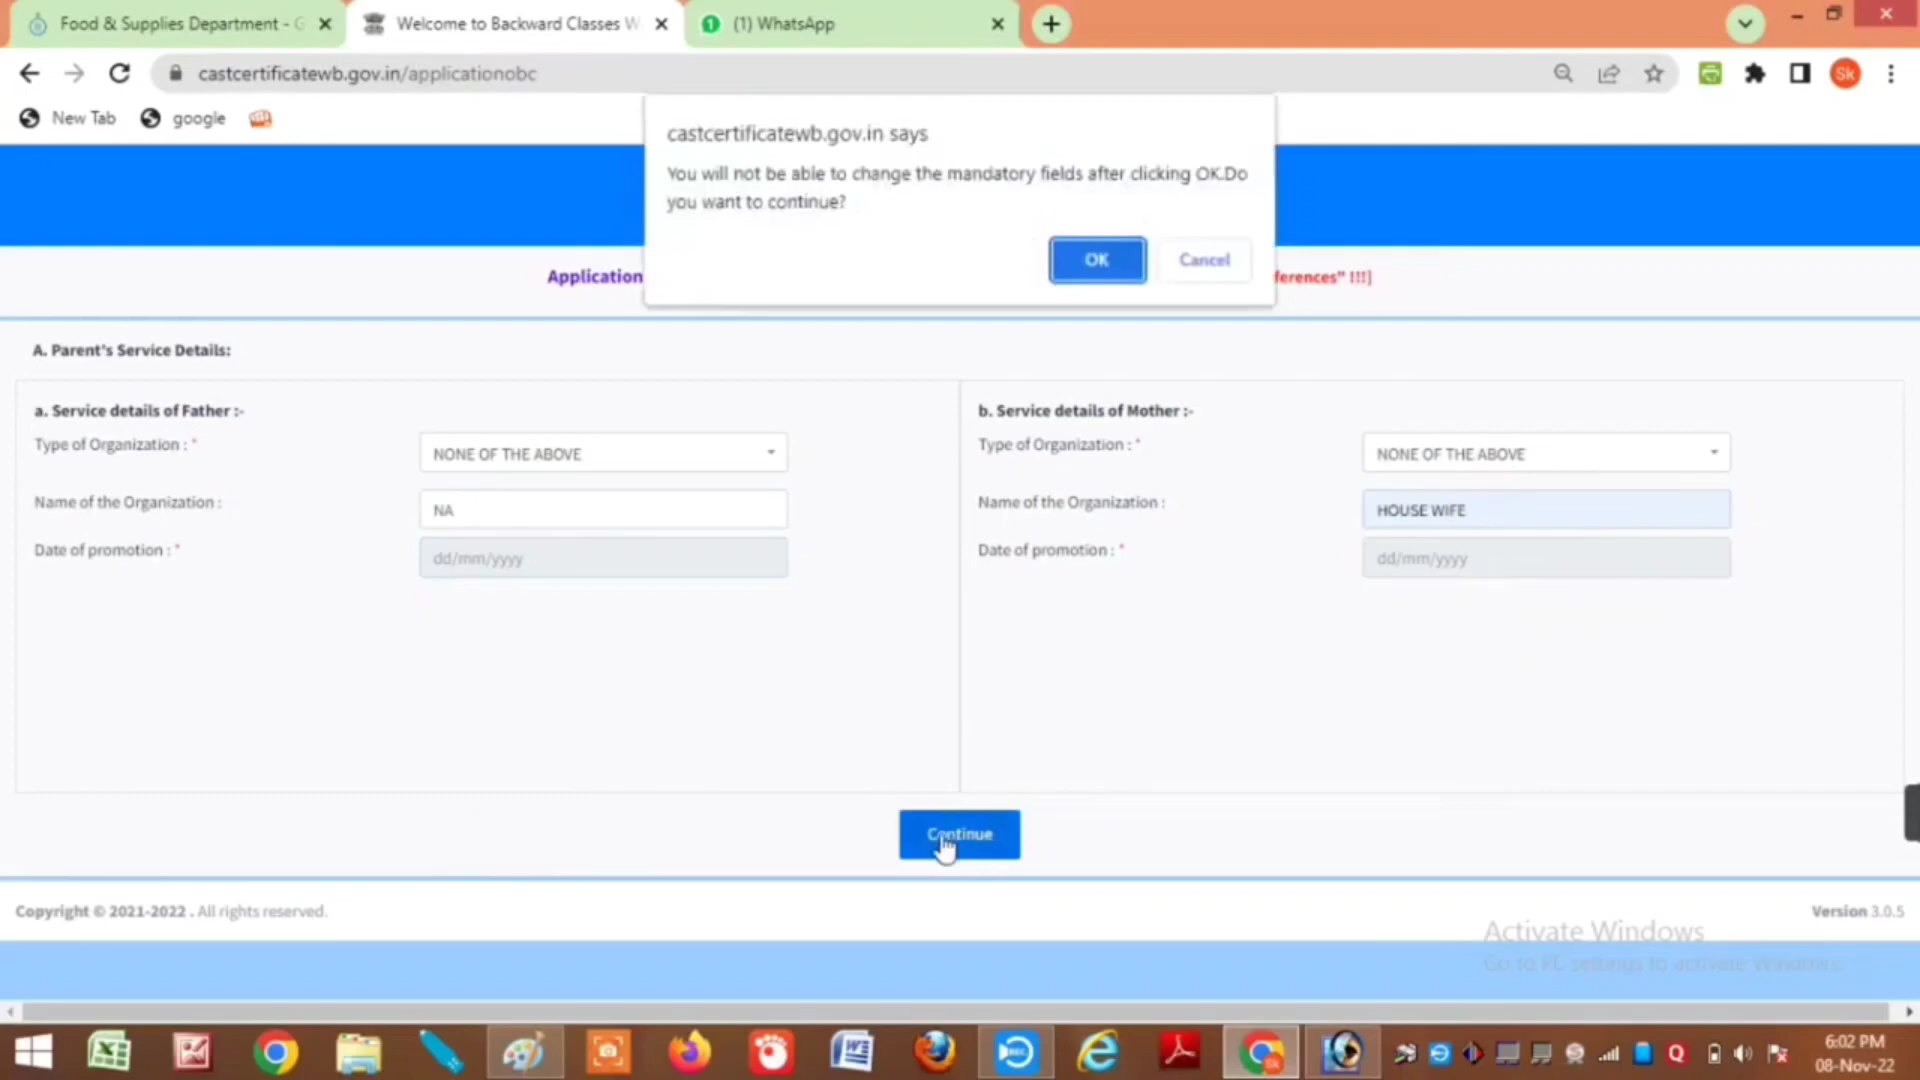 Food & Supplies Department - G
Welcome to Backward Classes W
(1) WhatsApp
castcertificatewb.gov.in/applicationobc
Sk
New Tab
google
castcertificatewb.gov.in says
You will not be able to change the mandatory fields after clicking OK.Do
you want to continue?
OK
Cancel
Application
ferences" !!!]
A. Parent's Service Details:
a. Service details of Father :-
Type of Organization : *
NONE OF THE ABOVE
Name of the Organization :
NA
Date of promotion : *
dd/mm/yyyy
b. Service details of Mother :-
Type of Organization : *
NONE OF THE ABOVE
Name of the Organization :
HOUSE WIFE
Date of promotion : *
dd/mm/yyyy
Continue
Copyright © 2021-2022 . All rights reserved.
Version 3.0.5
Activate Windows
Go to PC settings to activate Windows.
REC
6:02 PM
08-Nov-22